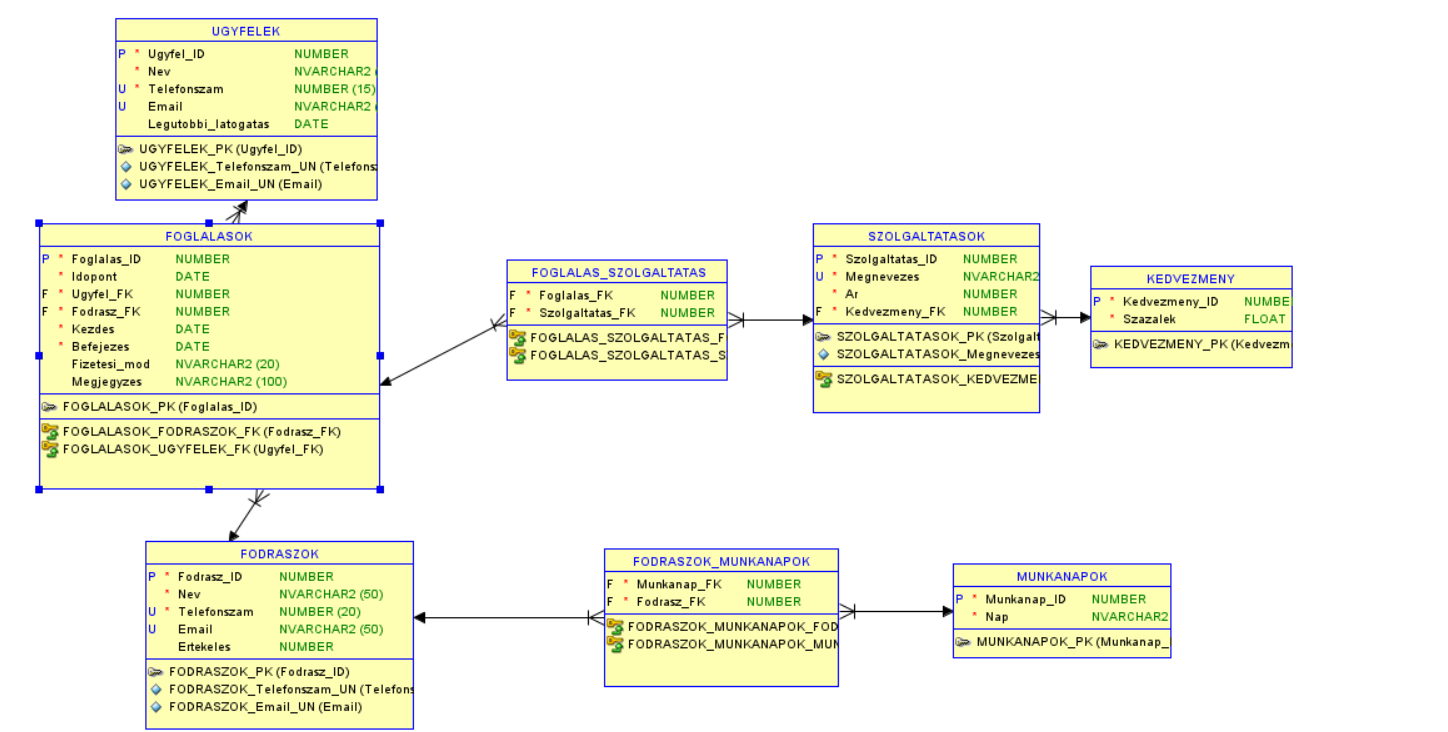 UGYFELEK
P * Ugyfel_ID NUMBER
* Nev NVARCHAR2 (
U * Telefonszam NUMBER (15)
U Email NVARCHAR2 (
Legutobbi_latogatas DATE
UGYFELEK_PK (Ugyfel_ID)
UGYFELEK_Telefonszam_UN (Telefons
UGYFELEK_Email_UN (Email)
FOGLALASOK
P * Foglalas_ID NUMBER
* Idopont DATE
F * Ugyfel_FK NUMBER
F * Fodrasz_FK NUMBER
* Kezdes DATE
* Befejezes DATE
Fizetesi_mod NVARCHAR2 (20)
Megjegyzes NVARCHAR2 (100)
FOGLALASOK_PK (Foglalas_ID)
FOGLALASOK_FODRASZOK_FK (Fodrasz_FK)
FOGLALASOK_UGYFELEK_FK (Ugyfel_FK)
FOGLALAS_SZOLGALTATAS
F * Foglalas_FK NUMBER
F * Szolgaltatas_FK NUMBER
FOGLALAS_SZOLGALTATAS_F
FOGLALAS_SZOLGALTATAS_S
SZOLGALTATASOK
P * Szolgaltatas_ID NUMBER
U * Megnevezes NVARCHAR2
* Ar NUMBER
F * Kedvezmeny_FK NUMBER
SZOLGALTATASOK_PK (Szolgalt
SZOLGALTATASOK_Megnevezes
SZOLGALTATASOK_KEDVEZME
KEDVEZMENY
P * Kedvezmeny_ID NUMBE
* Szazalek FLOAT
KEDVEZMENY_PK (Kedvezm
FODRASZOK
P * Fodrasz_ID NUMBER
* Nev NVARCHAR2 (50)
U * Telefonszam NUMBER (20)
U Email NVARCHAR2 (50)
Ertekeles NUMBER
FODRASZOK_PK (Fodrasz_ID)
FODRASZOK_Telefonszam_UN (Telefons
FODRASZOK_Email_UN (Email)
FODRASZOK_MUNKANAPOK
F * Munkanap_FK NUMBER
F * Fodrasz_FK NUMBER
FODRASZOK_MUNKANAPOK_FOD
FODRASZOK_MUNKANAPOK_MUN
MUNKANAPOK
P * Munkanap_ID NUMBER
* Nap NVARCHAR2
MUNKANAPOK_PK (Munkanap_